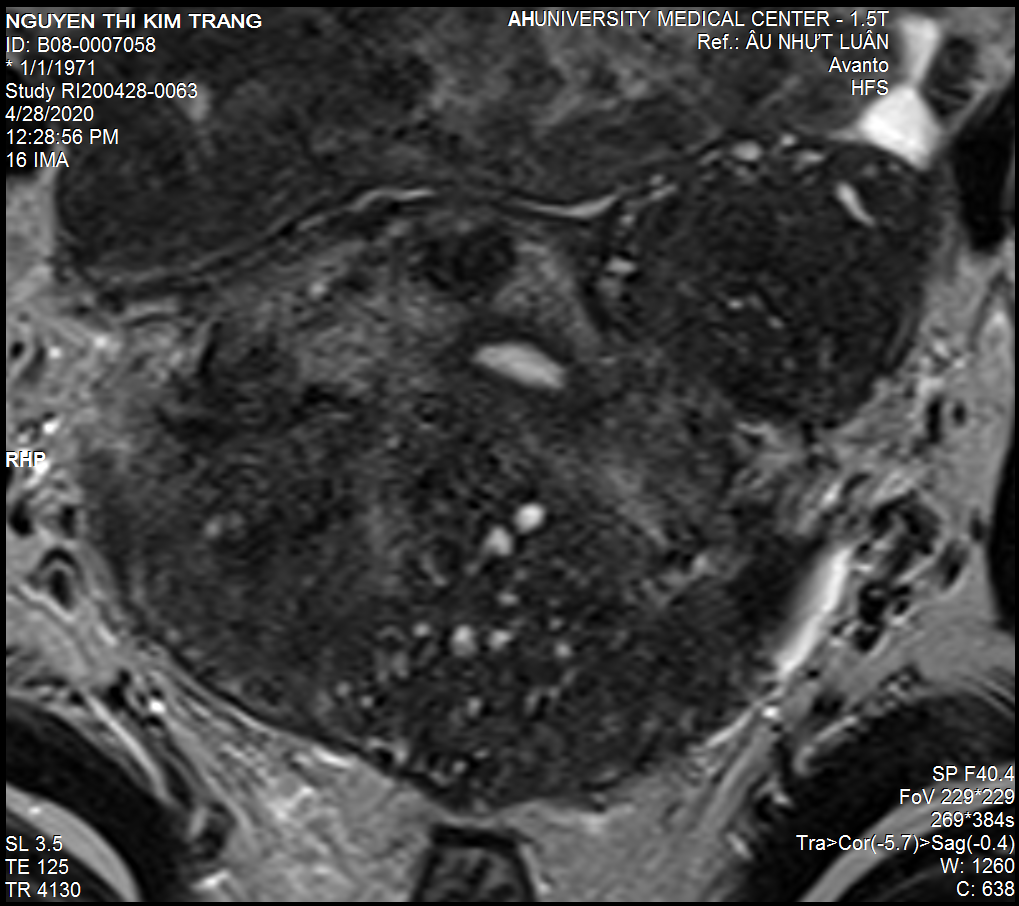 NGUYEN THI KIM TRANG
ID: B08-0007058
* 1/1/1971
Study RI200428-0063
4/28/2020
12:28:56 PM
16 IMA
AHUNIVERSITY MEDICAL CENTER - 1.5T
Ref.: ÂU NHỰT LUÂN
Avanto
HFS
RHP
SL 3.5
TE 125
TR 4130
SP F40.4
FoV 229*229
269*384s
Tra>Cor(-5.7)>Sag(-0.4)
W: 1260
C: 638